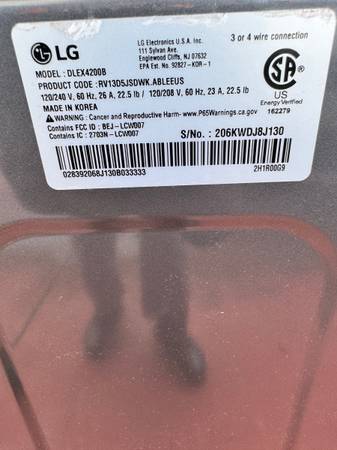 LG
LG Electronics U.S.A. Inc.
111 Sylvan Ave.
Englewood Cliffs, NJ 07632
EPA Est. No. 92827-KOR-1
3 or 4 wire connection
MODEL : DLEX4200B
PRODUCT CODE :RV13D5JSDWK.ABLEEUS
120/240 V, 60 Hz, 26 A, 22.5 lb / 120/208 V, 60 Hz, 23 A, 22.5 lb
MADE IN KOREA
WARNING: Cancer and Reproductive Harm- www.P65Warnings.ca.gov
Contains FCC ID : BEJ-LCW007
Contains IC : 2703N-LCW007
S/No. : 206KWDJ8J130
SA
US
Energy Verified
162279
028392068J130B033333
2H1R00G9